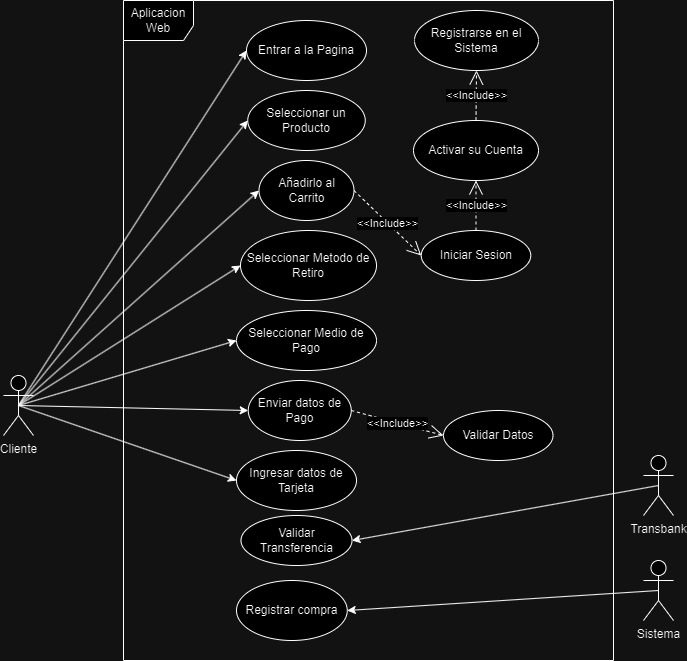 Aplicacion
Web
Entrar a la Pagina
Registrarse en el
Sistema
<<Include>>
Seleccionar un
Producto
Activar su Cuenta
Añadirlo al
Carrito
<<Include>>
<<Include>>
Seleccionar Metodo de
Retiro
Iniciar Sesion
Seleccionar Medio de
Pago
Enviar datos de
Pago
<<Include>>
Validar Datos
Cliente
Ingresar datos de
Tarjeta
Validar
Transferencia
Transbank
Registrar compra
Sistema